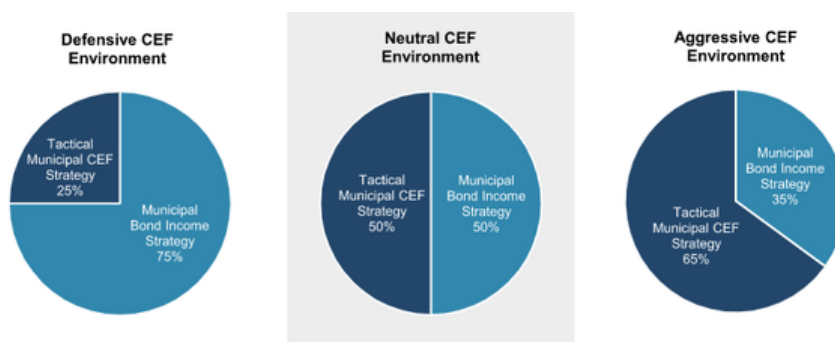 Defensive CEF
Environment
Tactical
Municipal CEF
Strategy
25%
Municipal
Bond Income
Strategy
75%
Neutral CEF
Environment
Tactical
Municipal CEF
Strategy
50%
Municipal
Bond Income
Strategy
50%
Aggressive CEF
Environment
Municipal
Bond Income
Strategy
35%
Tactical
Municipal CEF
Strategy
65%